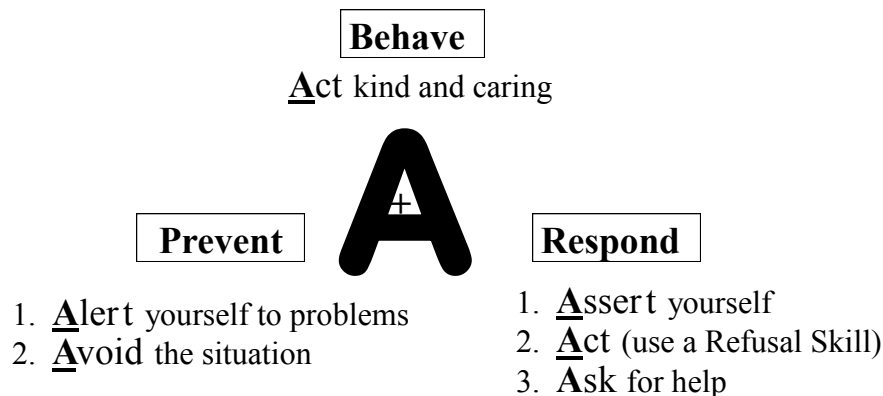 Behave
Act kind and caring
A
+
Prevent
Respond
1. Alert yourself to problems
2. Avoid the situation
1. Assert yourself
2. Act (use a Refusal Skill)
3. Ask for help